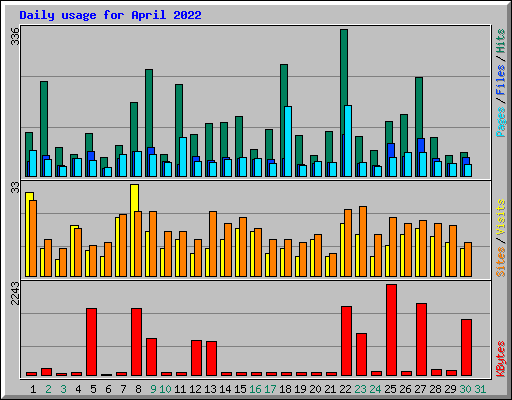 Daily usage for April 2022
336
Pages / Files / Hits
33
Sites / Visits
2243
KBytes
1 2 3 4 5 6 7 8 9 10 11 12 13 14 15 16 17 18 19 20 21 22 23 24 25 26 27 28 29 30 31